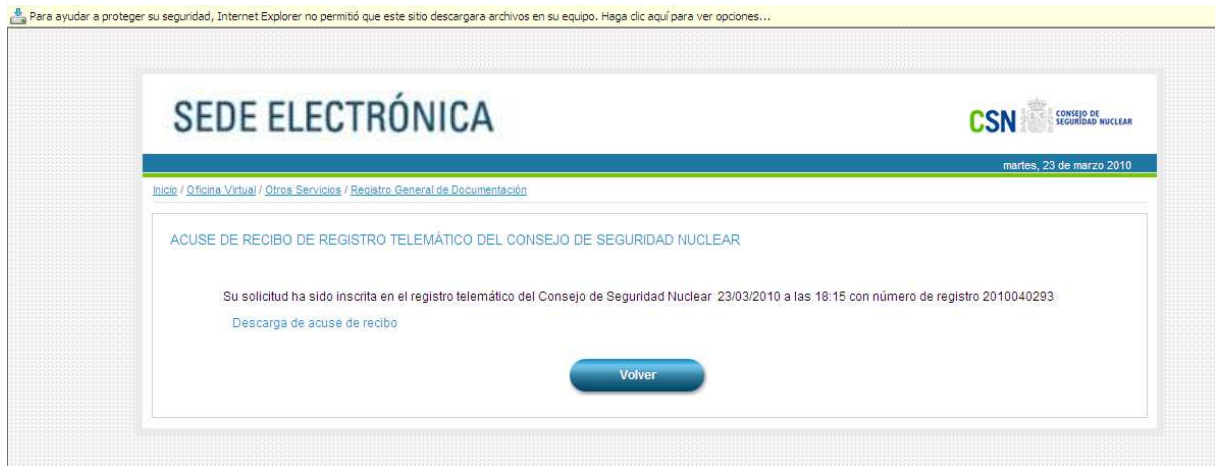 Para ayudar a proteger su seguridad, Internet Explorer no permitió que este sitio descargara archivos en su equipo. Haga clic aquí para ver opciones...
SEDE ELECTRÓNICA
CSN
CONSEJO DE
SEGURIDAD NUCLEAR
martes, 23 de marzo 2010
Inicio / Oficina Virtual / Otros Servicios / Registro General de Documentación
ACUSE DE RECIBO DE REGISTRO TELEMÁTICO DEL CONSEJO DE SEGURIDAD NUCLEAR
Su solicitud ha sido inscrita en el registro telemático del Consejo de Seguridad Nuclear 23/03/2010 a las 18:15 con número de registro 2010040293
Descarga de acuse de recibo
Volver